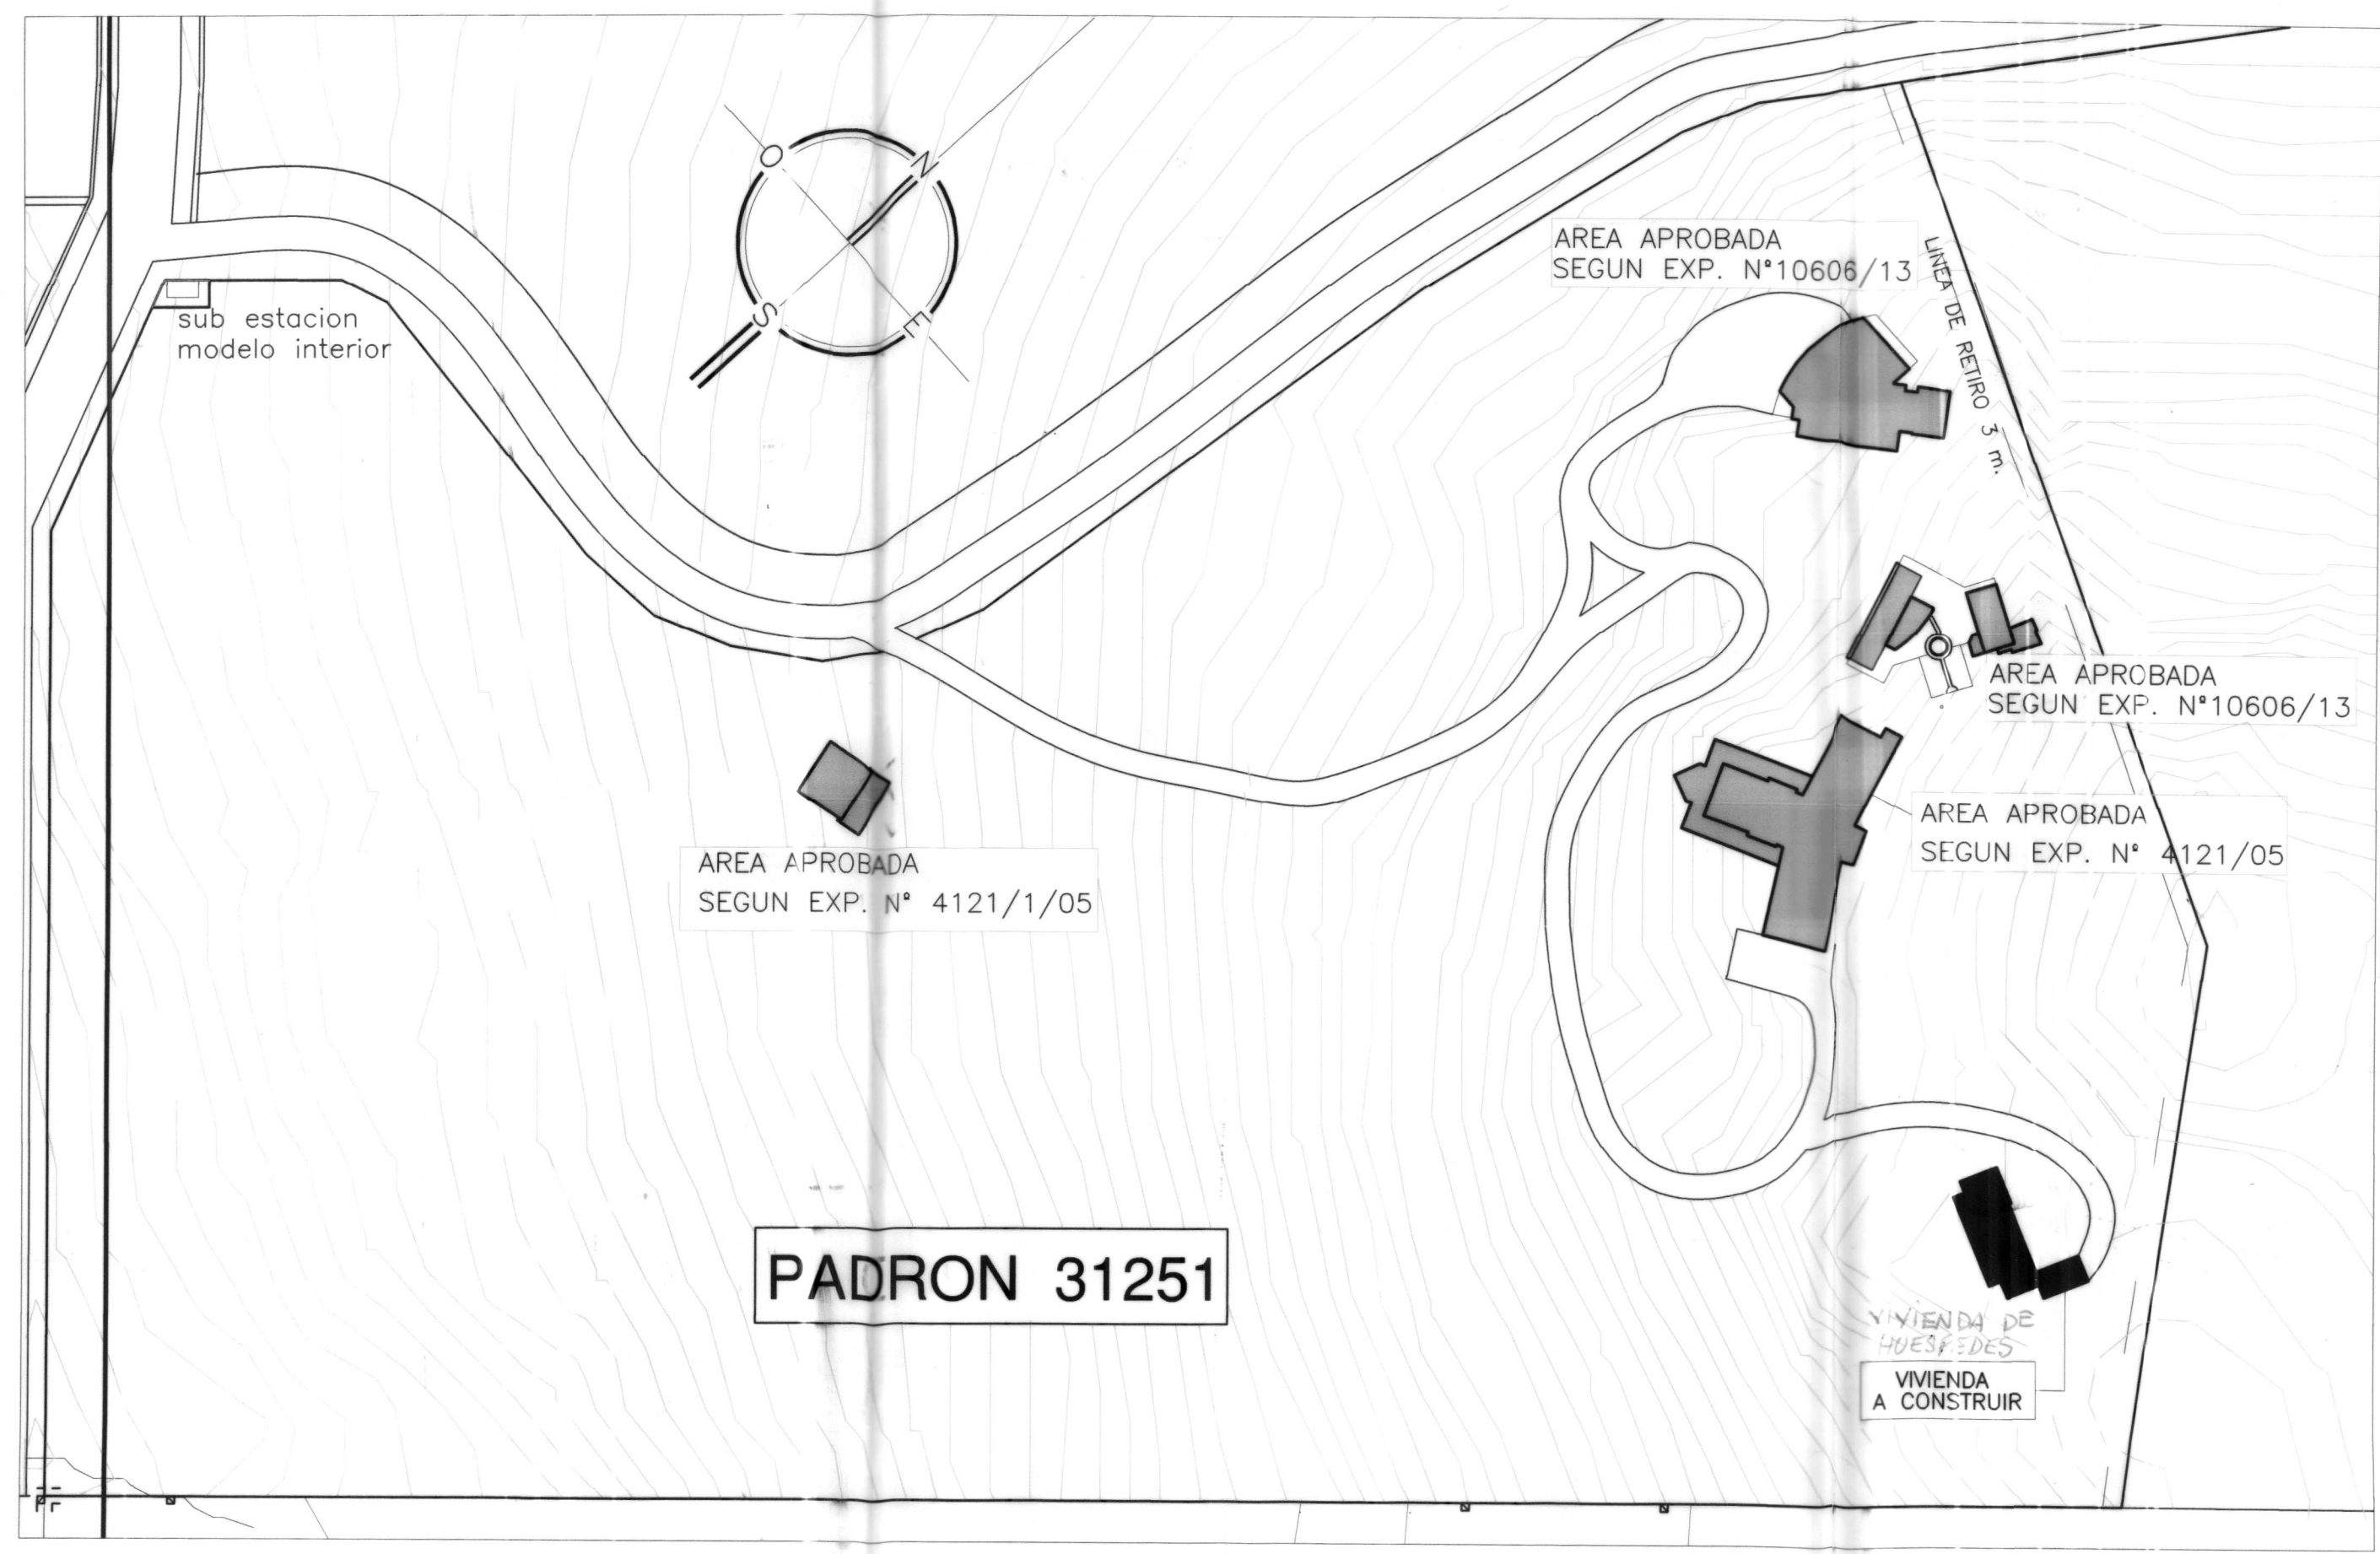 O
N
S
E
sub estacion
modelo interior
AREA APROBADA
SEGUN EXP. Nº10606/13
LINEA DE RETIRO 3 m.
AREA APROBADA
SEGUN EXP. Nº10606/13
AREA APROBADA
SEGUN EXP. Nº 4121/05
AREA APROBADA
SEGUN EXP. Nº 4121/1/05
PADRON 31251
VIVIENDA DE
HUESPEDES
VIVIENDA
A CONSTRUIR